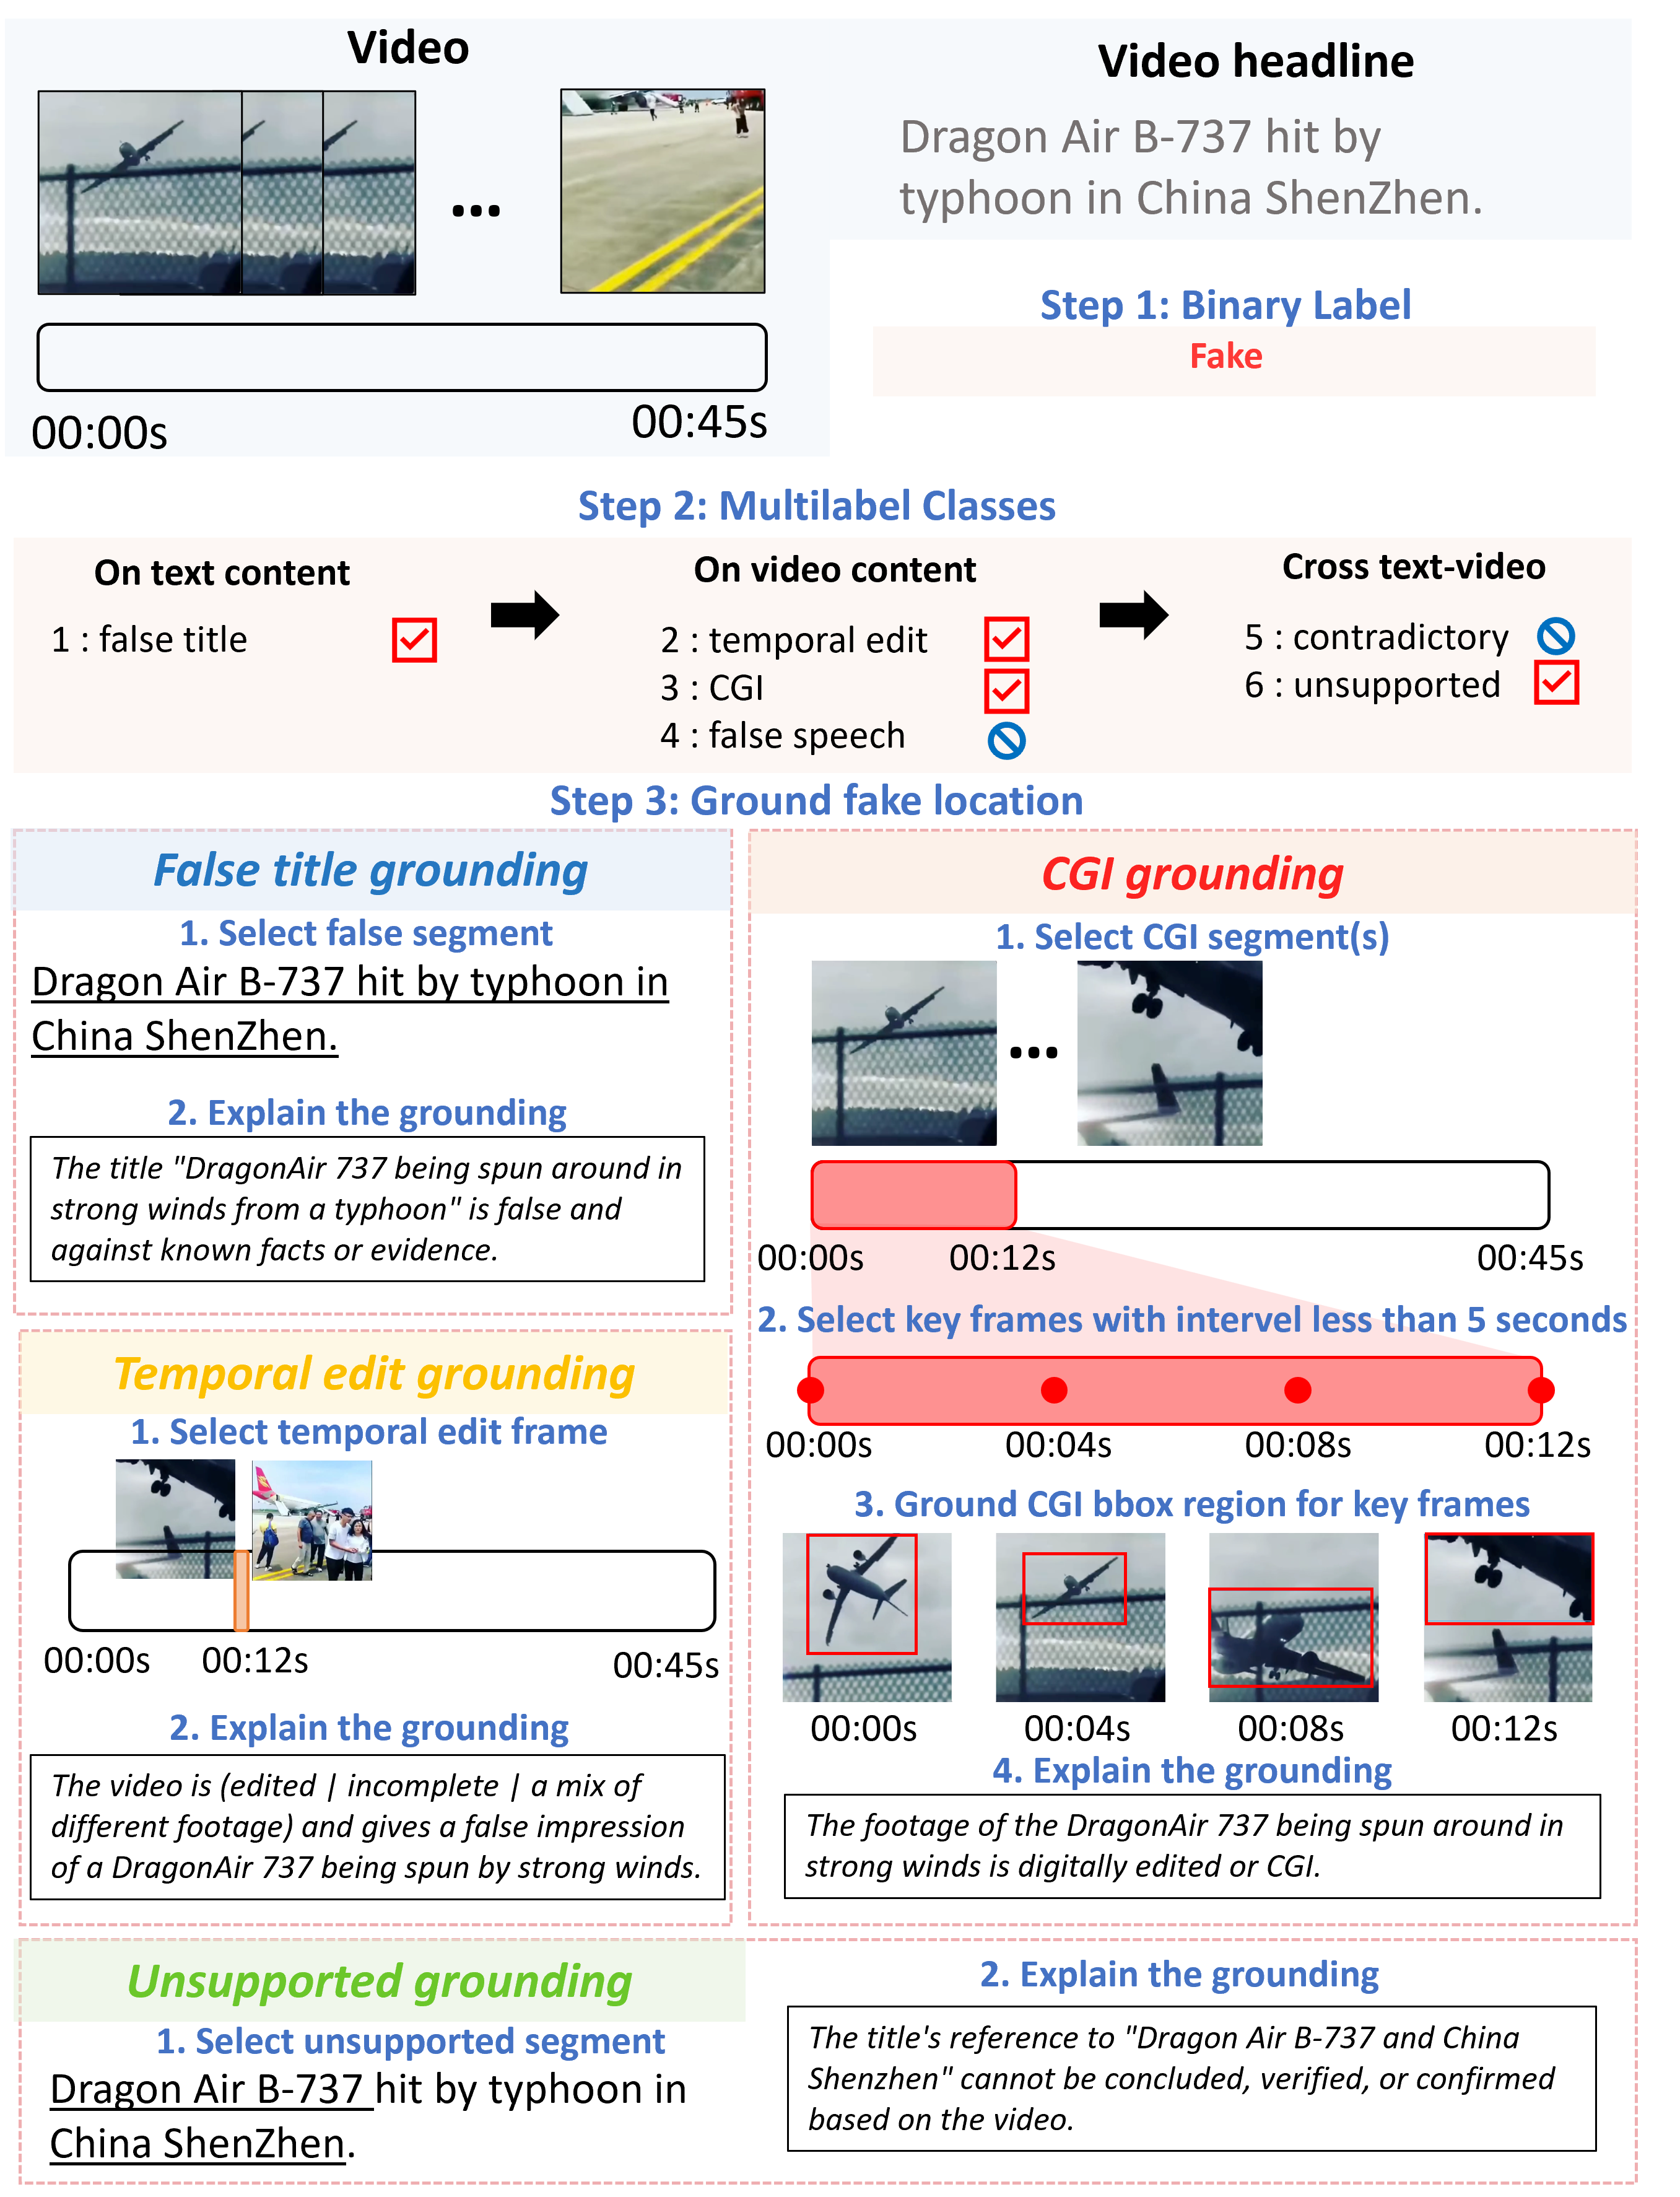 Video
Video headline
Dragon Air B-737 hit by
typhoon in China ShenZhen.
...
00:00s
00:45s
Step 1: Binary Label
Fake
Step 2: Multilabel Classes
On text content
1 : false title
On video content
2 : temporal edit
3 : CGI
4 : false speech
Cross text-video
5 : contradictory
6 : unsupported
Step 3: Ground fake location
False title grounding
1. Select false segment
Dragon Air B-737 hit by typhoon in
China ShenZhen.
2. Explain the grounding
The title "DragonAir 737 being spun around in
strong winds from a typhoon" is false and
against known facts or evidence.
Temporal edit grounding
1. Select temporal edit frame
00:00s
00:12s
00:45s
2. Explain the grounding
The video is (edited | incomplete | a mix of
different footage) and gives a false impression
of a DragonAir 737 being spun by strong winds.
CGI grounding
1. Select CGI segment(s)
...
00:00s
00:12s
00:45s
2. Select key frames with intervel less than 5 seconds
00:00s
00:04s
00:08s
00:12s
3. Ground CGI bbox region for key frames
00:00s
00:04s
00:08s
00:12s
4. Explain the grounding
The footage of the DragonAir 737 being spun around in
strong winds is digitally edited or CGI.
Unsupported grounding
1. Select unsupported segment
Dragon Air B-737 hit by typhoon in
China ShenZhen.
2. Explain the grounding
The title's reference to "Dragon Air B-737 and China
Shenzhen" cannot be concluded, verified, or confirmed
based on the video.